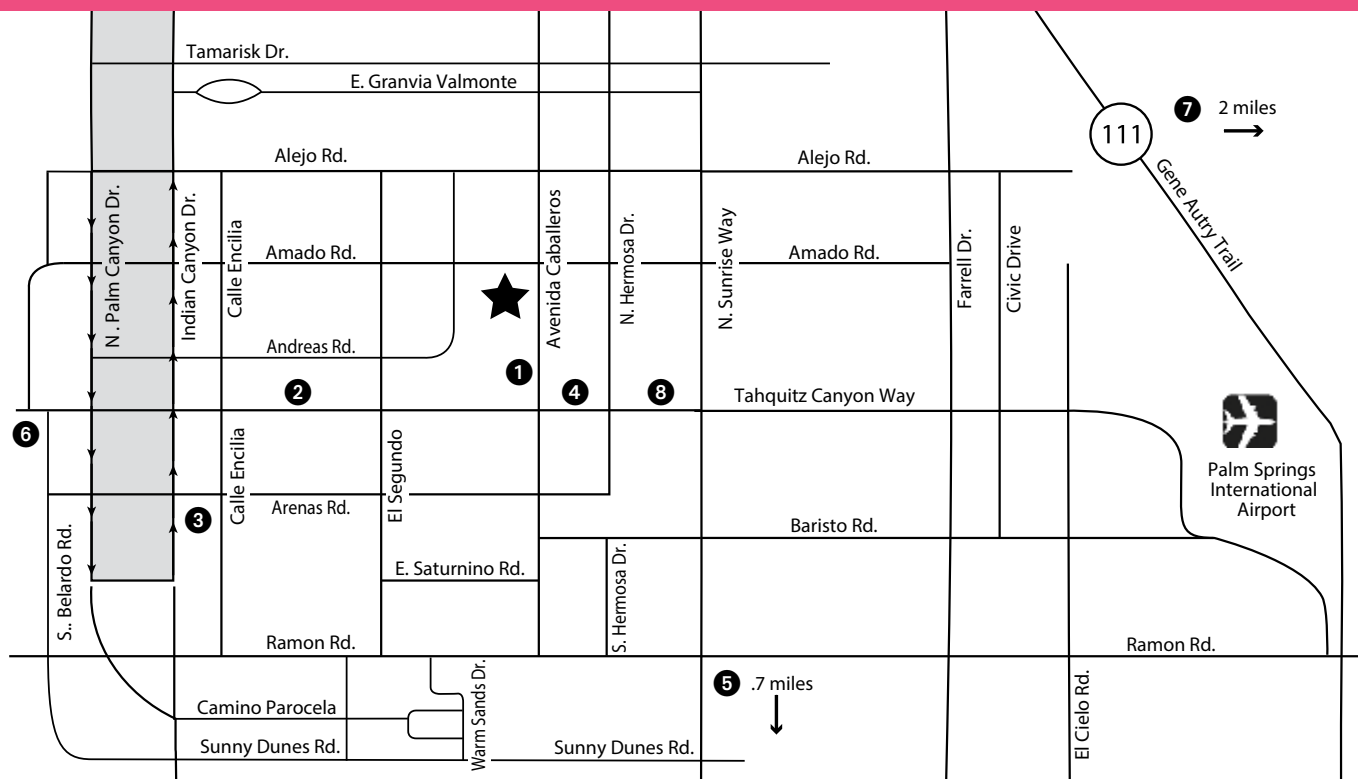 Tamarisk Dr.
E. Granvia Valmonte
7 2 miles
111
Alejo Rd.
Alejo Rd.
Gene Autry Trail
N. Palm Canyon Dr.
Indian Canyon Dr.
Calle Encilia
Amado Rd.
Avenida Caballeros
N. Hermosa Dr.
N. Sunrise Way
Amado Rd.
Farrell Dr.
Civic Drive
Andreas Rd.
1
2
4
8
Tahquitz Canyon Way
6
Calle Encilia
El Segundo
Palm Springs
International
Airport
Arenas Rd.
3
Baristo Rd.
S.. Belardo Rd.
E. Saturnino Rd.
S. Hermosa Dr.
Ramon Rd.
Ramon Rd.
5 .7 miles
Warm Sands Dr.
El Cielo Rd.
Camino Parocela
Sunny Dunes Rd.
Sunny Dunes Rd.